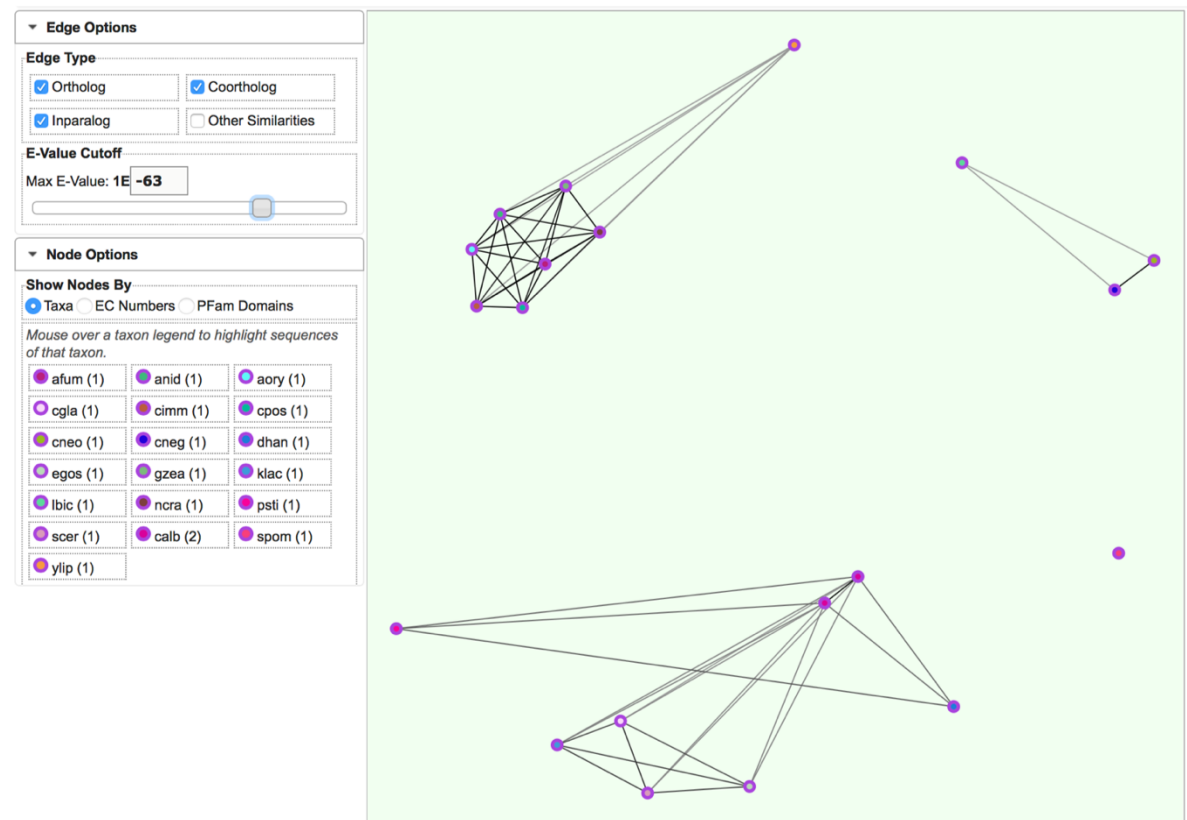 Edge Options
Edge Type
Ortholog Coortholog
Inparalog Other Similarities
E-Value Cutoff
Max E-Value: 1E -63
Node Options
Show Nodes By
Taxa EC Numbers PFam Domains
Mouse over a taxon legend to highlight sequences
of that taxon.
afum (1) anid (1) aory (1)
cgla (1) cimm (1) cpos (1)
cneo (1) cneg (1) dhan (1)
egos (1) gzea (1) klac (1)
lbic (1) ncra (1) psti (1)
scer (1) calb (2) spom (1)
ylip (1)